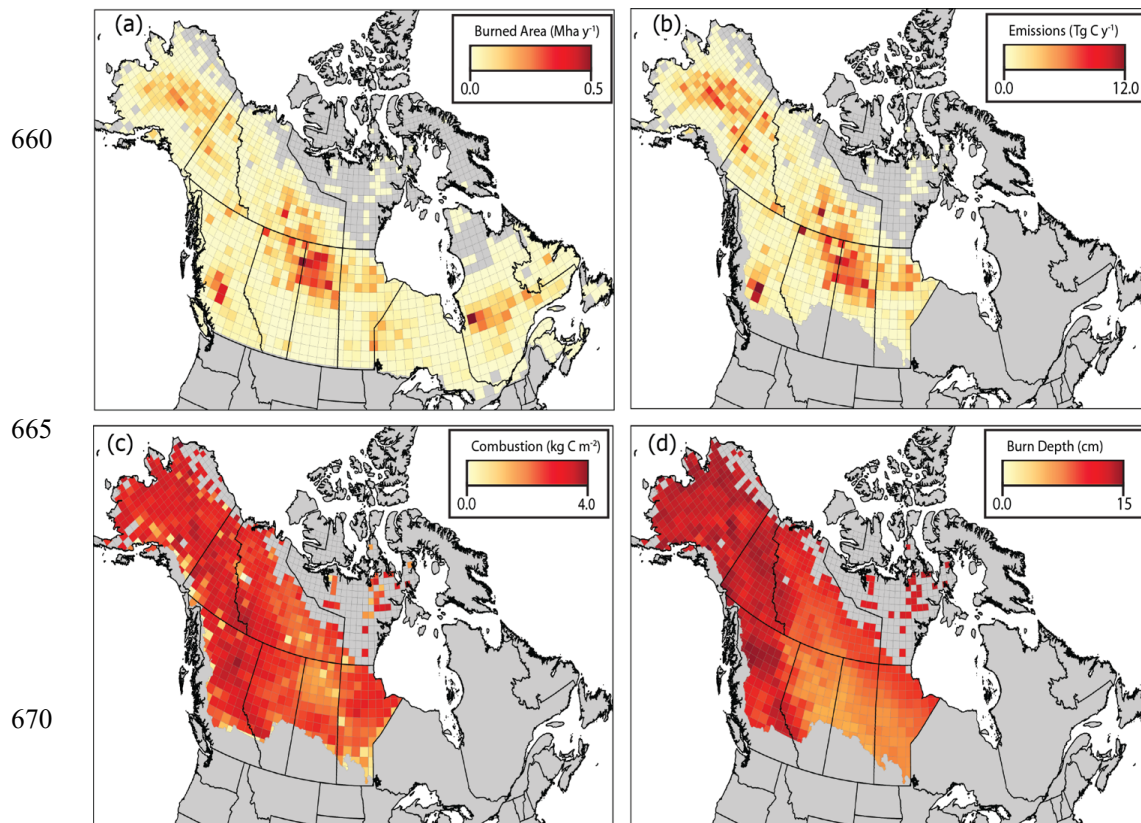 (a)
Burned Area (Mha y⁻¹)
0.0 0.5
(b)
Emissions (Tg C y⁻¹)
0.0 12.0
660
665
(c)
Combustion (kg C m⁻²)
0.0 4.0
(d)
Burn Depth (cm)
0.0 15
670